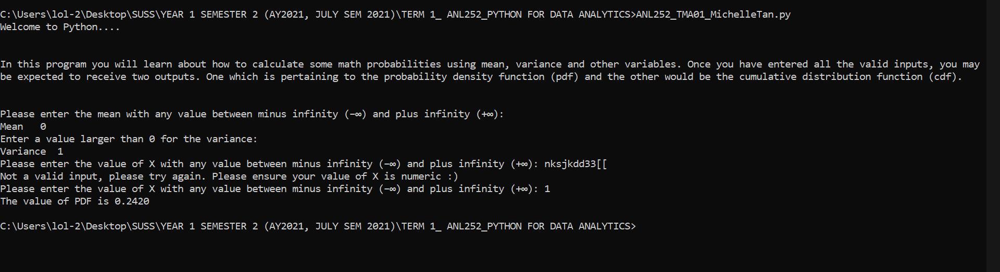 C:\Users\lol-2\Desktop\SUSS\YEAR 1 SEMESTER 2 (AY2021, JULY SEM 2021)\TERM 1_ ANL252_PYTHON FOR DATA ANALYTICS>ANL252_TMA01_MichelleTan.py
Welcome to Python....
In this program you will learn about how to calculate some math probabilities using mean, variance and other variables. Once you have entered all the valid inputs, you may
be expected to receive two outputs. One which is pertaining to the probability density function (pdf) and the other would be the cumulative distribution function (cdf).
Please enter the mean with any value between minus infinity (-∞) and plus infinity (+∞):
Mean   0
Enter a value larger than 0 for the variance:
Variance  1
Please enter the value of X with any value between minus infinity (-∞) and plus infinity (+∞): nksjkdd33[[
Not a valid input, please try again. Please ensure your value of X is numeric :)
Please enter the value of X with any value between minus infinity (-∞) and plus infinity (+∞): 1
The value of PDF is 0.2420
C:\Users\lol-2\Desktop\SUSS\YEAR 1 SEMESTER 2 (AY2021, JULY SEM 2021)\TERM 1_ ANL252_PYTHON FOR DATA ANALYTICS>